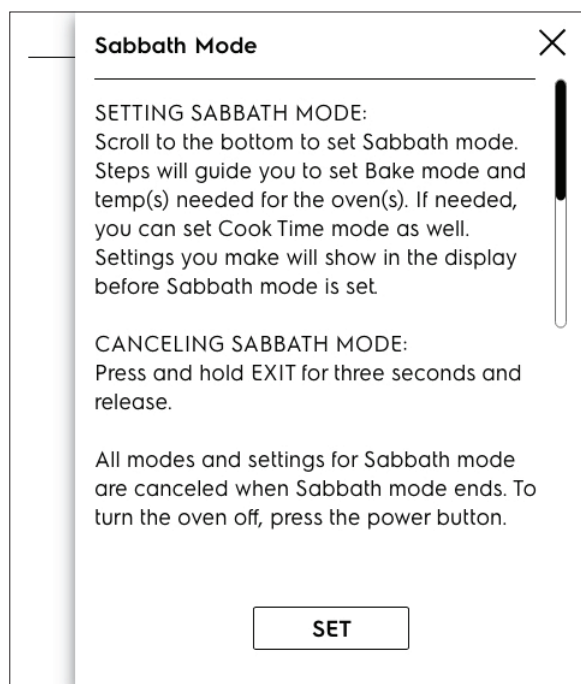 Sabbath Mode
SETTING SABBATH MODE:
Scroll to the bottom to set Sabbath mode.
Steps will guide you to set Bake mode and
temp(s) needed for the oven(s). If needed,
you can set Cook Time mode as well.
Settings you make will show in the display
before Sabbath mode is set.
CANCELING SABBATH MODE:
Press and hold EXIT for three seconds and
release.
All modes and settings for Sabbath mode
are canceled when Sabbath mode ends. To
turn the oven off, press the power button.
SET